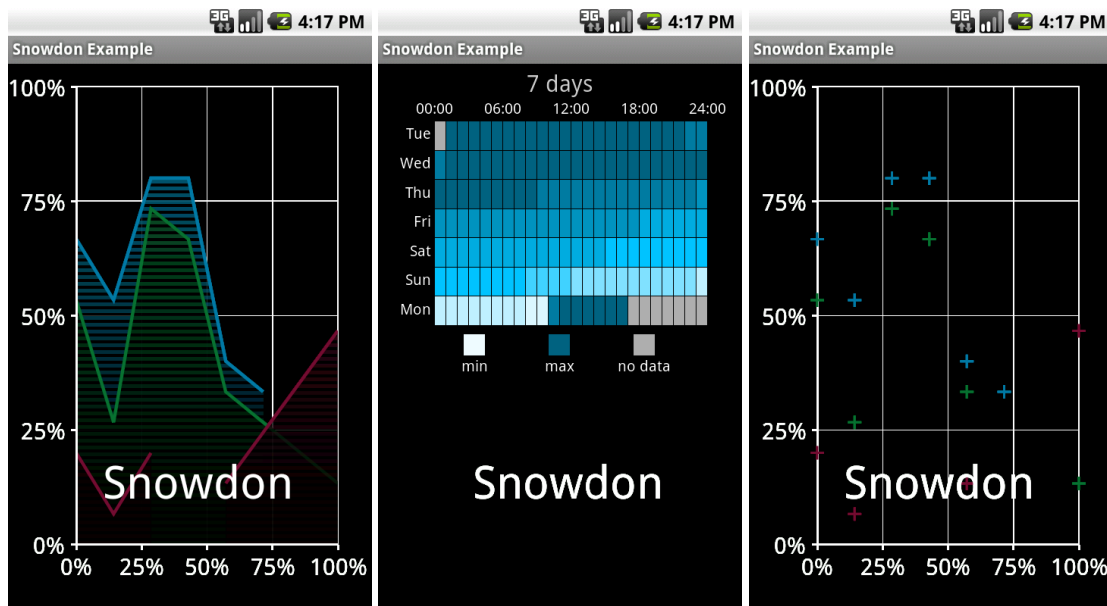 3G 4:17 PM
Snowdon Example
100%
75%
50%
25%
0%
0% 25% 50% 75% 100%
Snowdon
3G 4:17 PM
Snowdon Example
7 days
00:00 06:00 12:00 18:00 24:00
Tue
Wed
Thu
Fri
Sat
Sun
Mon
min max no data
Snowdon
3G 4:17 PM
Snowdon Example
100%
75%
50%
25%
0%
0% 25% 50% 75% 100%
Snowdon